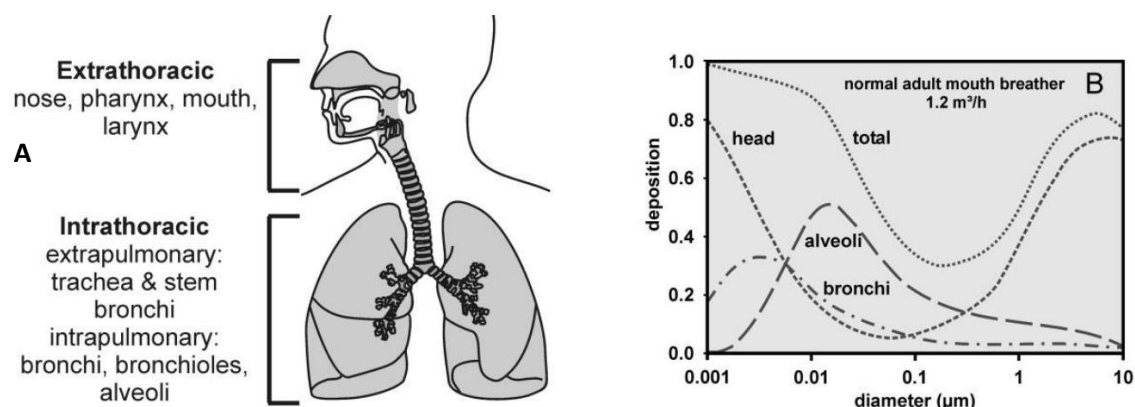 Extrathoracic
nose, pharynx, mouth,
larynx
A
Intrathoracic
extrapulmonary:
trachea & stem
bronchi
intrapulmonary:
bronchi, bronchioles,
alveoli
B
normal adult mouth breather
1.2 m³/h
head
total
alveoli
bronchi
deposition
1.0
0.8
0.6
0.4
0.2
0.0
0.001
0.01
0.1
1
10
diameter (μm)